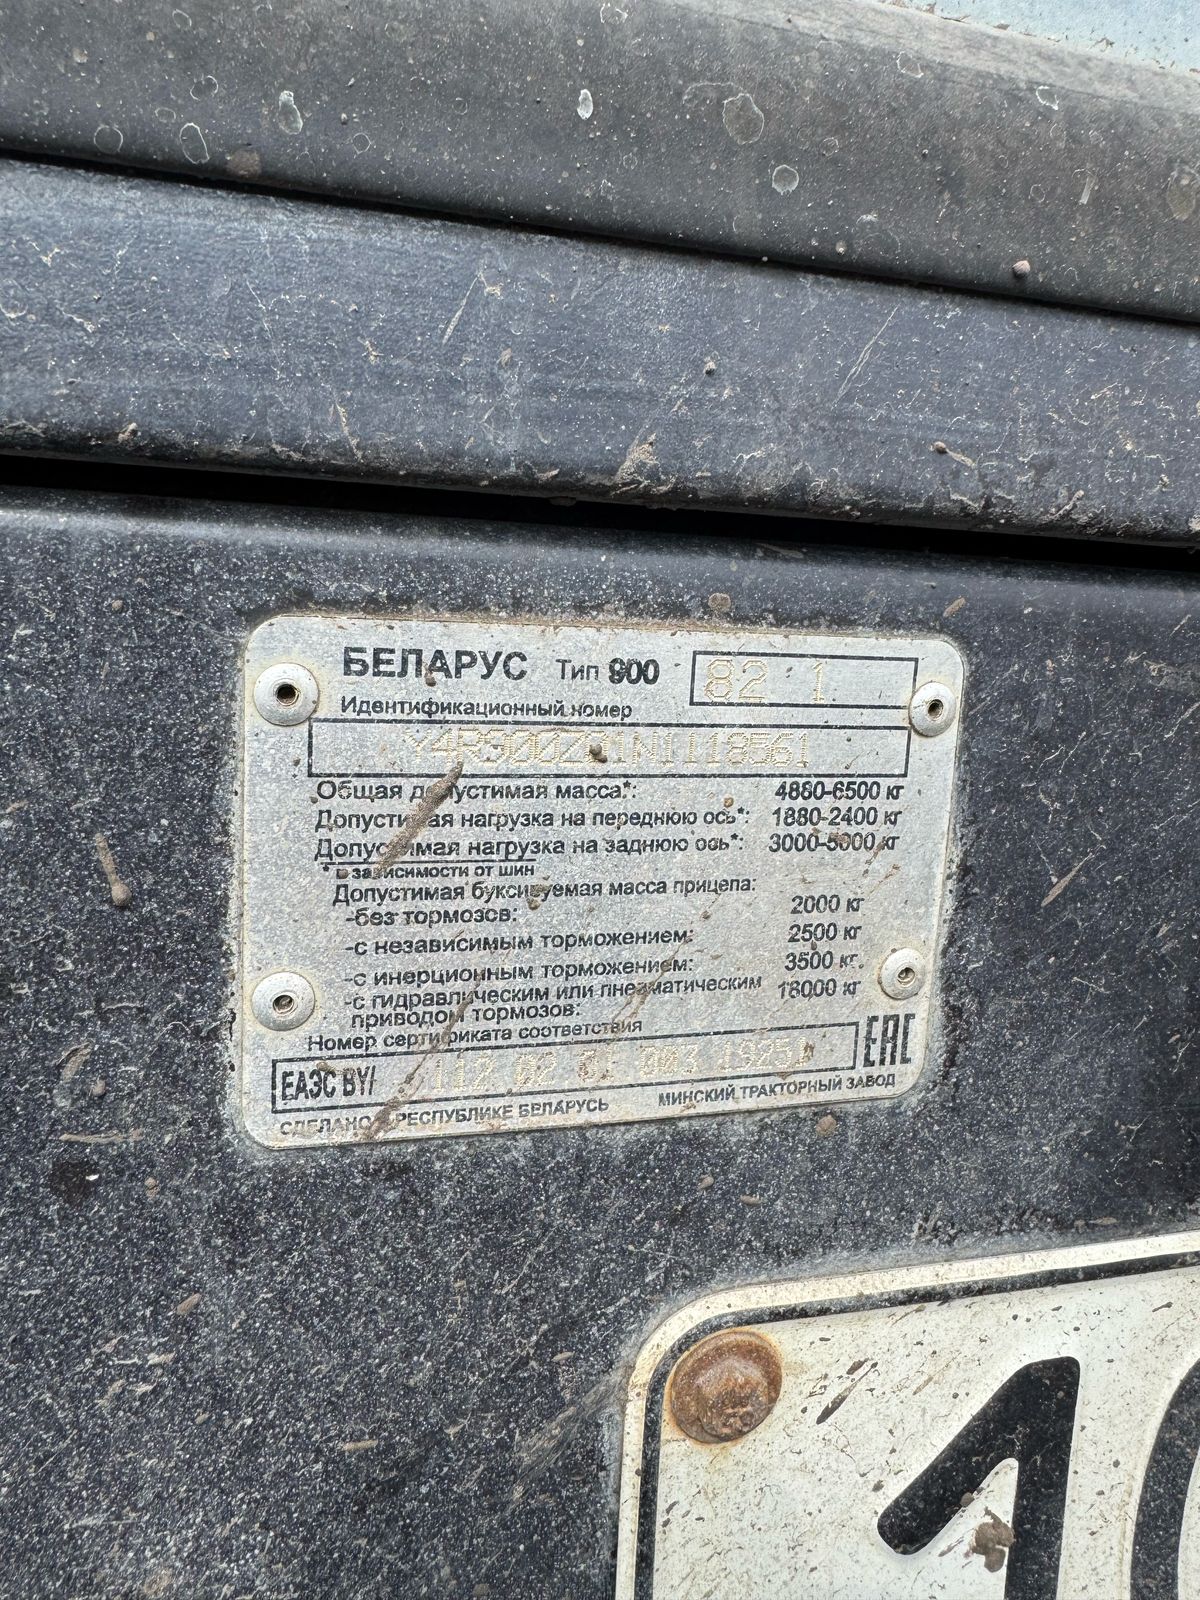 БЕЛАРУС Тип 900 82 1
Идентификационный номер
Y4R900Z01N1118561
Общая допустимая масса*: 4880-6500 кг
Допустимая нагрузка на переднюю ось*: 1880-2400 кг
Допустимая нагрузка на заднюю ось*: 3000-5000 кг
* в зависимости от шин
Допустимая буксируемая масса прицепа:
-без тормозов: 2000 кг
-с независимым торможением: 2500 кг
-с инерционным торможением: 3500 кг.
-с гидравлическим или пневматическим приводом тормозов: 18000 кг
Номер сертификата соответствия
ЕАЭС BY/ 112 02 01 003 19251 EAC
СДЕЛАНО РЕСПУБЛИКЕ БЕЛАРУСЬ МИНСКИЙ ТРАКТОРНЫЙ ЗАВОД
1